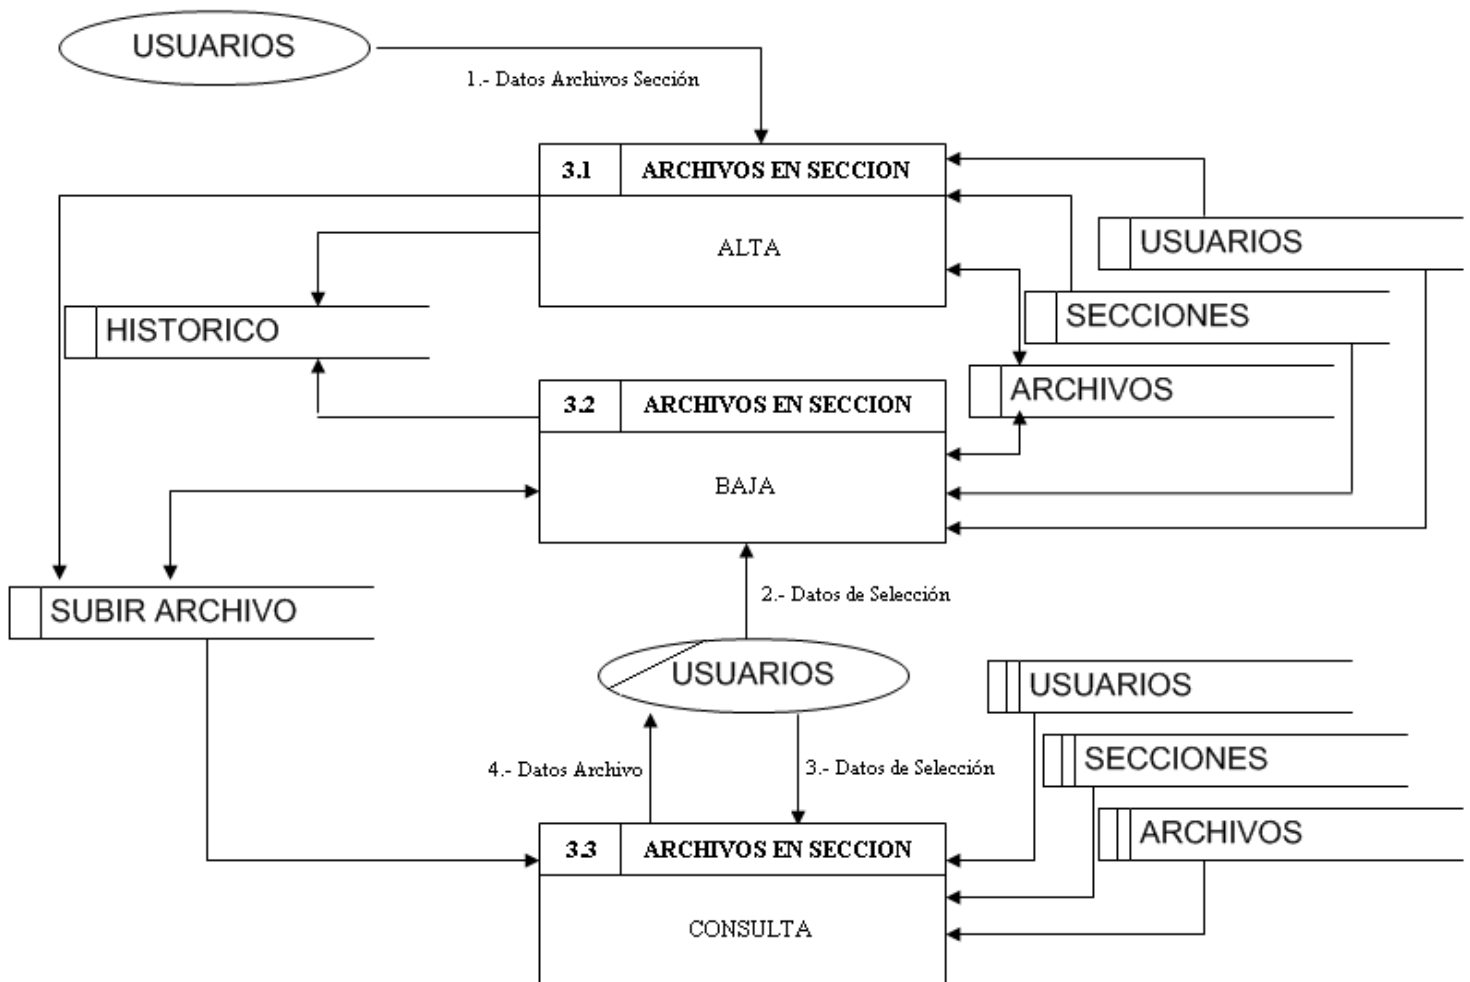 USUARIOS
1.- Datos Archivos Sección
3.1 ARCHIVOS EN SECCION
ALTA
USUARIOS
SECCIONES
HISTORICO
ARCHIVOS
3.2 ARCHIVOS EN SECCION
BAJA
2.- Datos de Selección
SUBIR ARCHIVO
USUARIOS
USUARIOS
SECCIONES
4.- Datos Archivo
3.- Datos de Selección
ARCHIVOS
3.3 ARCHIVOS EN SECCION
CONSULTA